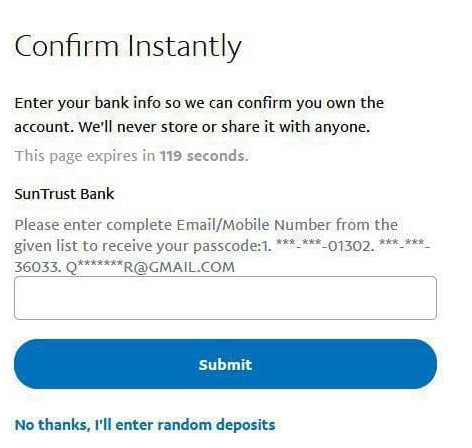 Confirm Instantly
Enter your bank info so we can confirm you own the
account. We'll never store or share it with anyone.
This page expires in 119 seconds.
SunTrust Bank
Please enter complete Email/Mobile Number from the
given list to receive your passcode:1. ***-***-01302. ***-***-
36033. Q*******R@GMAIL.COM
Submit
No thanks, I'll enter random deposits